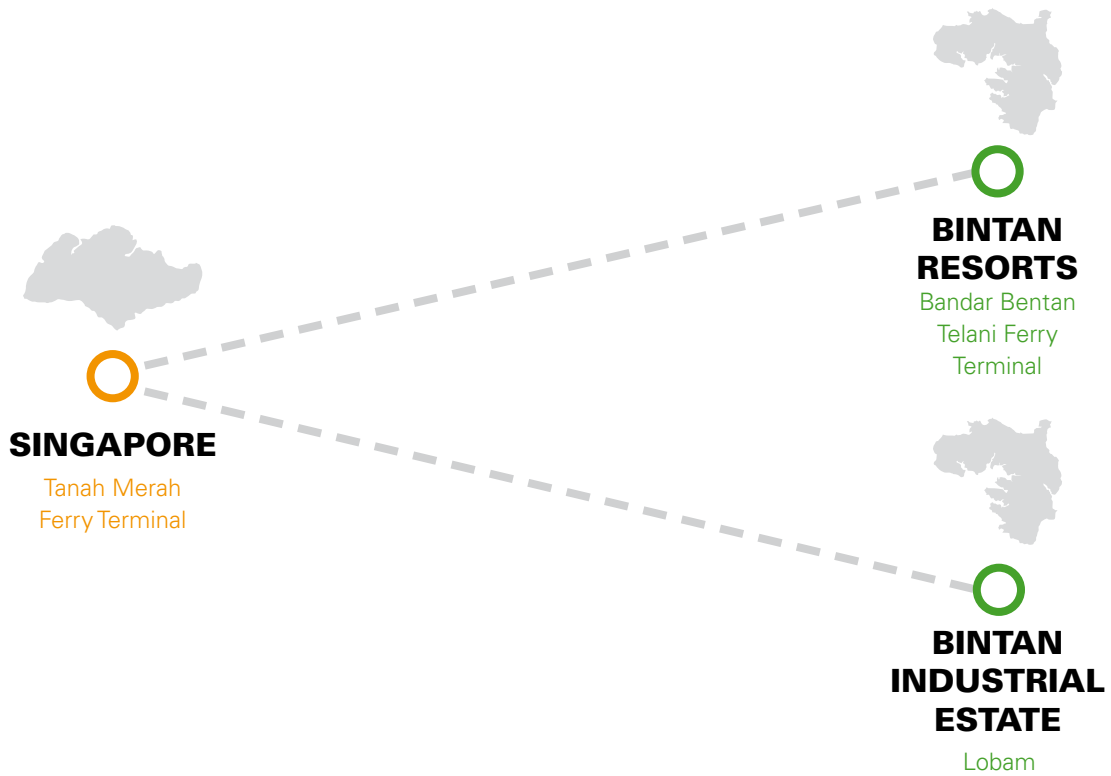 BINTAN
RESORTS
Bandar Bentan
Telani Ferry
Terminal
SINGAPORE
Tanah Merah
Ferry Terminal
BINTAN
INDUSTRIAL
ESTATE
Lobam